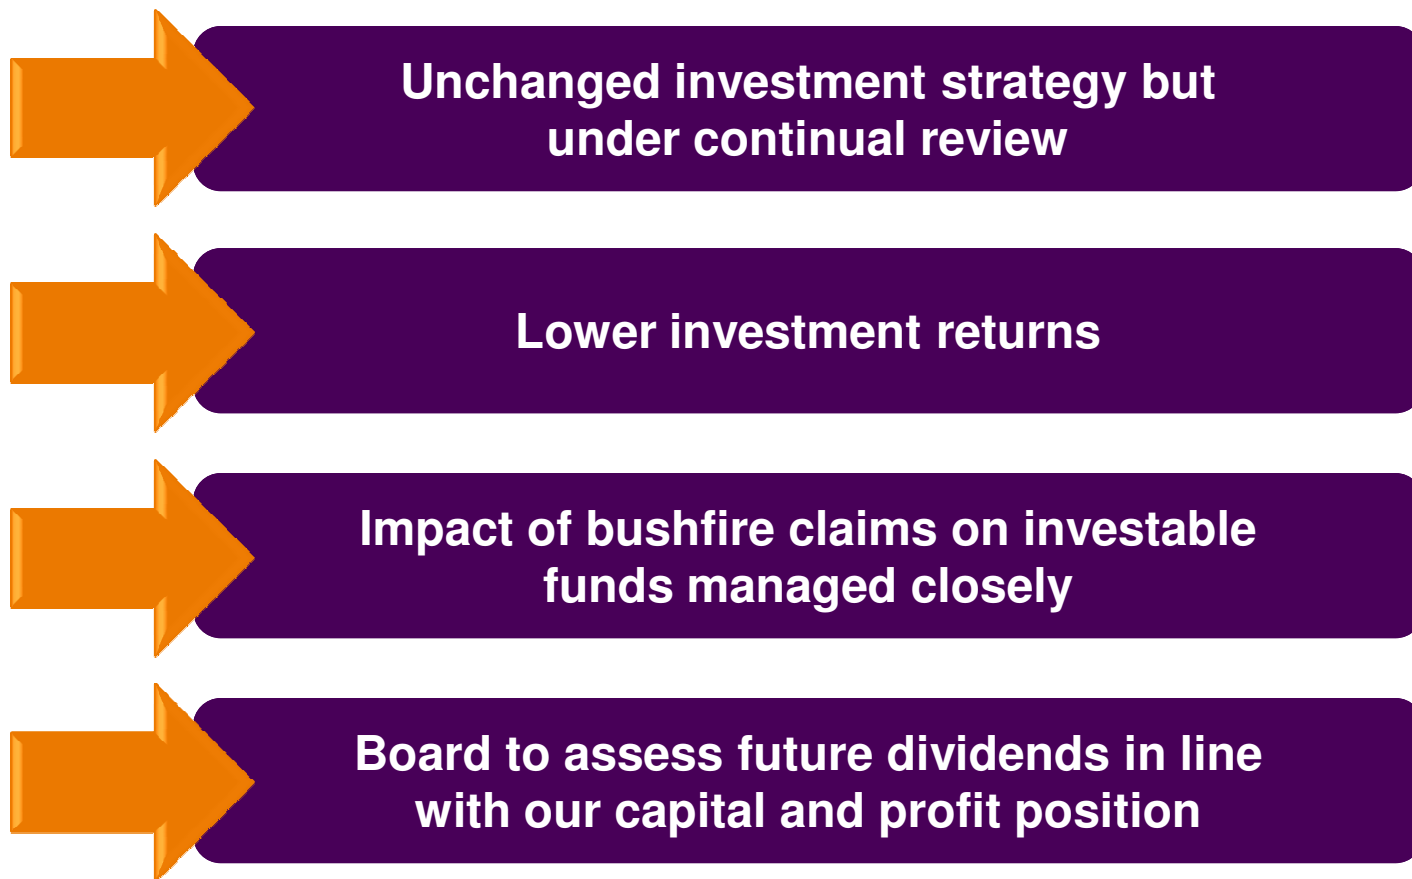 Unchanged investment strategy but
under continual review
Lower investment returns
Impact of bushfire claims on investable
funds managed closely
Board to assess future dividends in line
with our capital and profit position